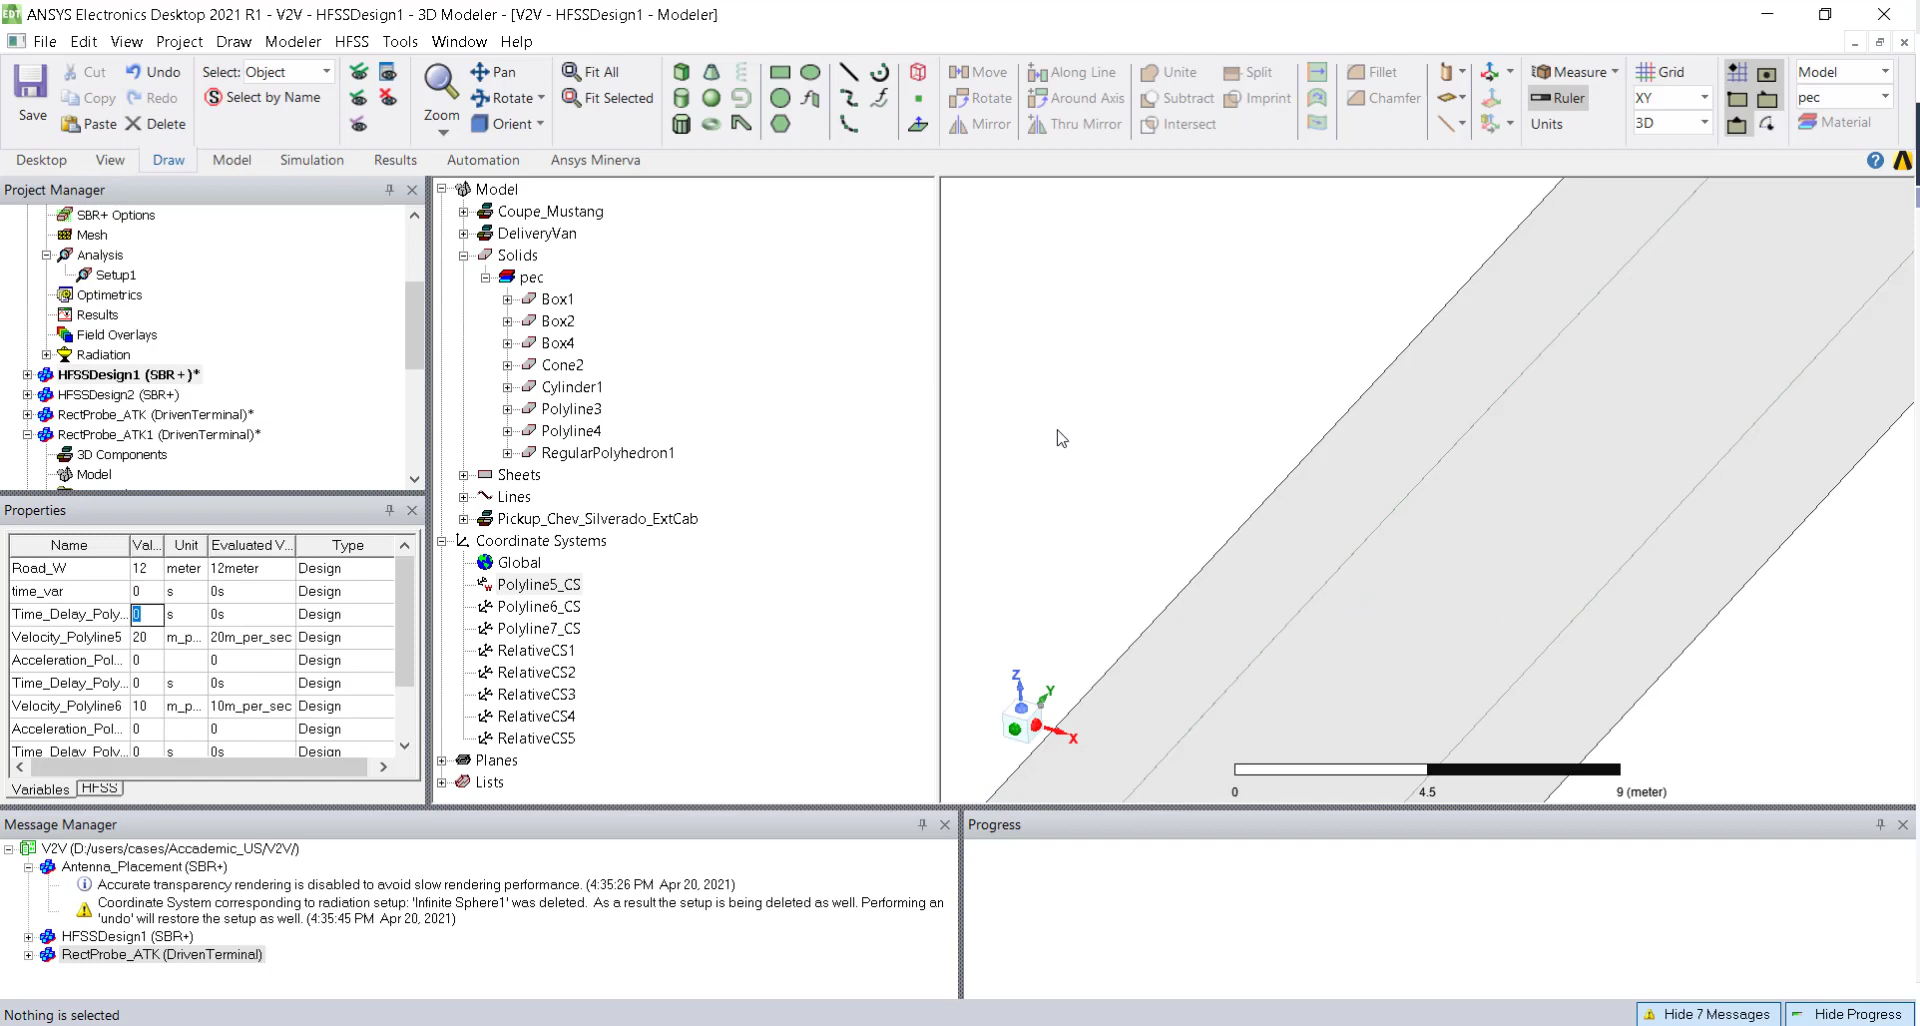 ANSYS Electronics Desktop 2021 R1 - V2V - HFSSDesign1 - 3D Modeler - [V2V - HFSSDesign1 - Modeler]
File Edit View Project Draw Modeler HFSS Tools Window Help
Save
Cut Undo
Copy Redo
Paste Delete
Select: Object
Select by Name
Zoom
Pan
Rotate
Orient
Fit All
Fit Selected
Move Along Line
Rotate Around Axis
Mirror Thru Mirror
Unite Split
Subtract Imprint
Intersect
Fillet
Chamfer
Measure
Ruler
Units
Grid
XY
3D
Model
pec
Material
Desktop View Draw Model Simulation Results Automation Ansys Minerva
Project Manager
SBR+ Options
Mesh
Analysis
Setup1
Optimetrics
Results
Field Overlays
Radiation
HFSSDesign1 (SBR+)*
HFSSDesign2 (SBR+)
RectProbe_ATK (DrivenTerminal)*
RectProbe_ATK1 (DrivenTerminal)*
3D Components
Model
Properties
Name Val... Unit Evaluated V... Type
Road_W 12 meter 12meter Design
time_var 0 s 0s Design
Time_Delay_Poly... 0 s 0s Design
Velocity_Polyline5 20 m_p... 20m_per_sec Design
Acceleration_Pol... 0 0 Design
Time_Delay_Poly... 0 s 0s Design
Velocity_Polyline6 10 m_p... 10m_per_sec Design
Acceleration_Pol... 0 0 Design
Time_Delay_Poly... 0 s 0s Design
Variables HFSS
Model
Coupe_Mustang
DeliveryVan
Solids
pec
Box1
Box2
Box4
Cone2
Cylinder1
Polyline3
Polyline4
RegularPolyhedron1
Sheets
Lines
Pickup_Chev_Silverado_ExtCab
Coordinate Systems
Global
Polyline5_CS
Polyline6_CS
Polyline7_CS
RelativeCS1
RelativeCS2
RelativeCS3
RelativeCS4
RelativeCS5
Planes
Lists
Z
Y
X
0 4.5 9 (meter)
Message Manager
V2V (D:/users/cases/Accademic_US/V2V/)
Antenna_Placement (SBR+)
Accurate transparency rendering is disabled to avoid slow rendering performance. (4:35:26 PM Apr 20, 2021)
Coordinate System corresponding to radiation setup: 'Infinite Sphere1' was deleted. As a result the setup is being deleted as well. Performing an
'undo' will restore the setup as well. (4:35:45 PM Apr 20, 2021)
HFSSDesign1 (SBR+)
RectProbe_ATK (DrivenTerminal)
Progress
Nothing is selected
Hide 7 Messages Hide Progress